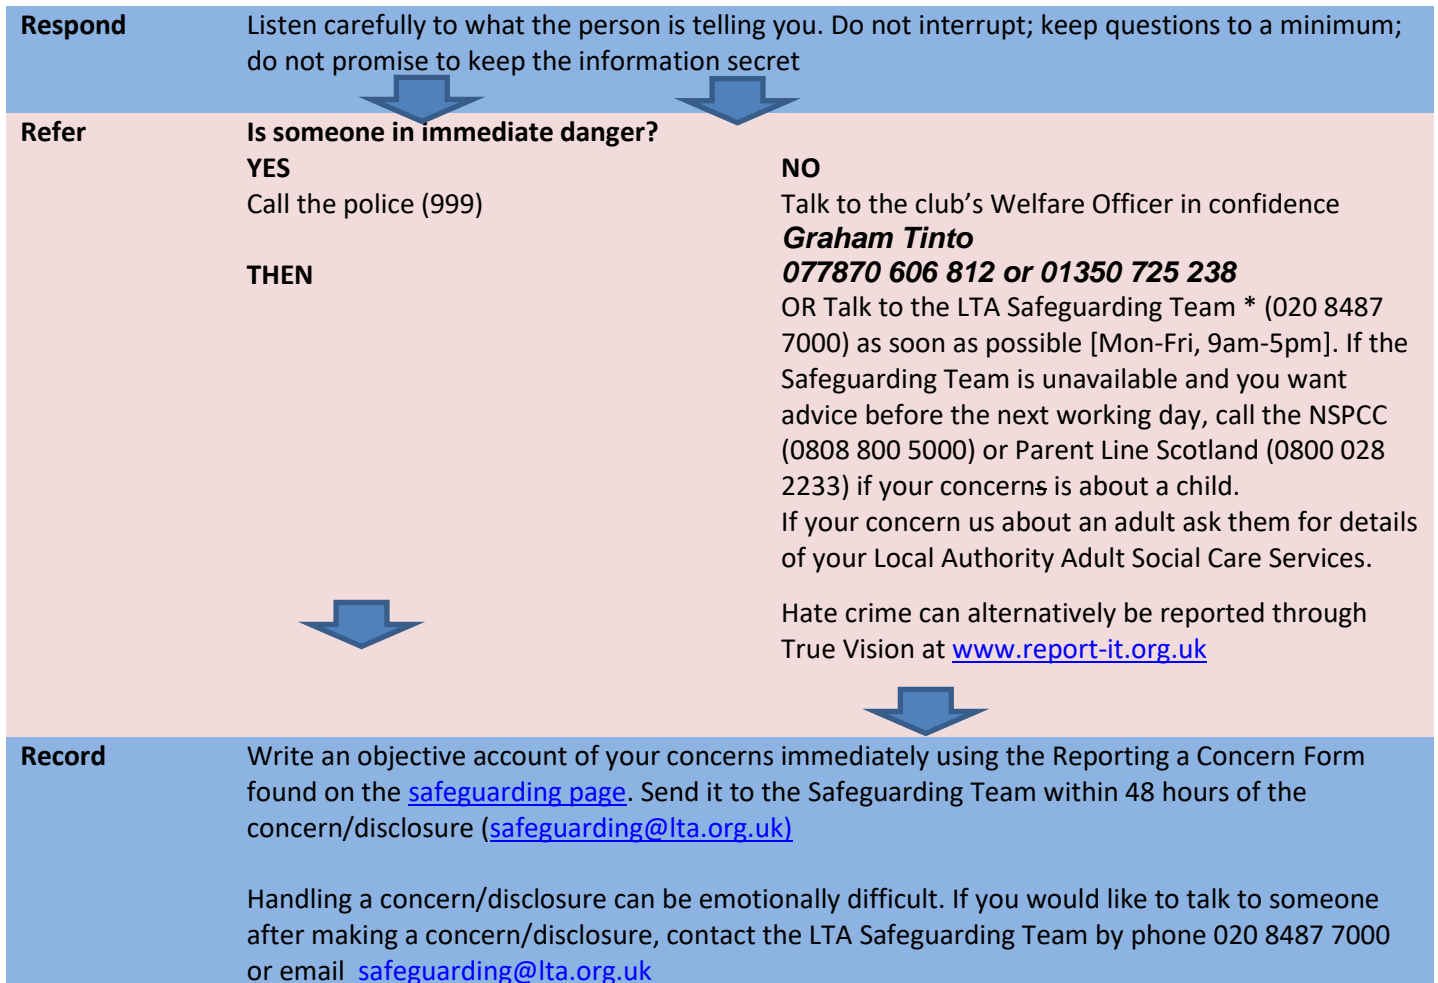 Respond
Listen carefully to what the person is telling you. Do not interrupt; keep questions to a minimum;
do not promise to keep the information secret
Refer
Is someone in immediate danger?
YES
Call the police (999)
THEN
NO
Talk to the club’s Welfare Officer in confidence
Graham Tinto
077870 606 812 or 01350 725 238
OR Talk to the LTA Safeguarding Team * (020 8487
7000) as soon as possible [Mon-Fri, 9am-5pm]. If the
Safeguarding Team is unavailable and you want
advice before the next working day, call the NSPCC
(0808 800 5000) or Parent Line Scotland (0800 028
2233) if your concerns is about a child.
If your concern us about an adult ask them for details
of your Local Authority Adult Social Care Services.
Hate crime can alternatively be reported through
True Vision at www.report-it.org.uk
Record
Write an objective account of your concerns immediately using the Reporting a Concern Form
found on the safeguarding page. Send it to the Safeguarding Team within 48 hours of the
concern/disclosure (safeguarding@lta.org.uk)
Handling a concern/disclosure can be emotionally difficult. If you would like to talk to someone
after making a concern/disclosure, contact the LTA Safeguarding Team by phone 020 8487 7000
or email safeguarding@lta.org.uk